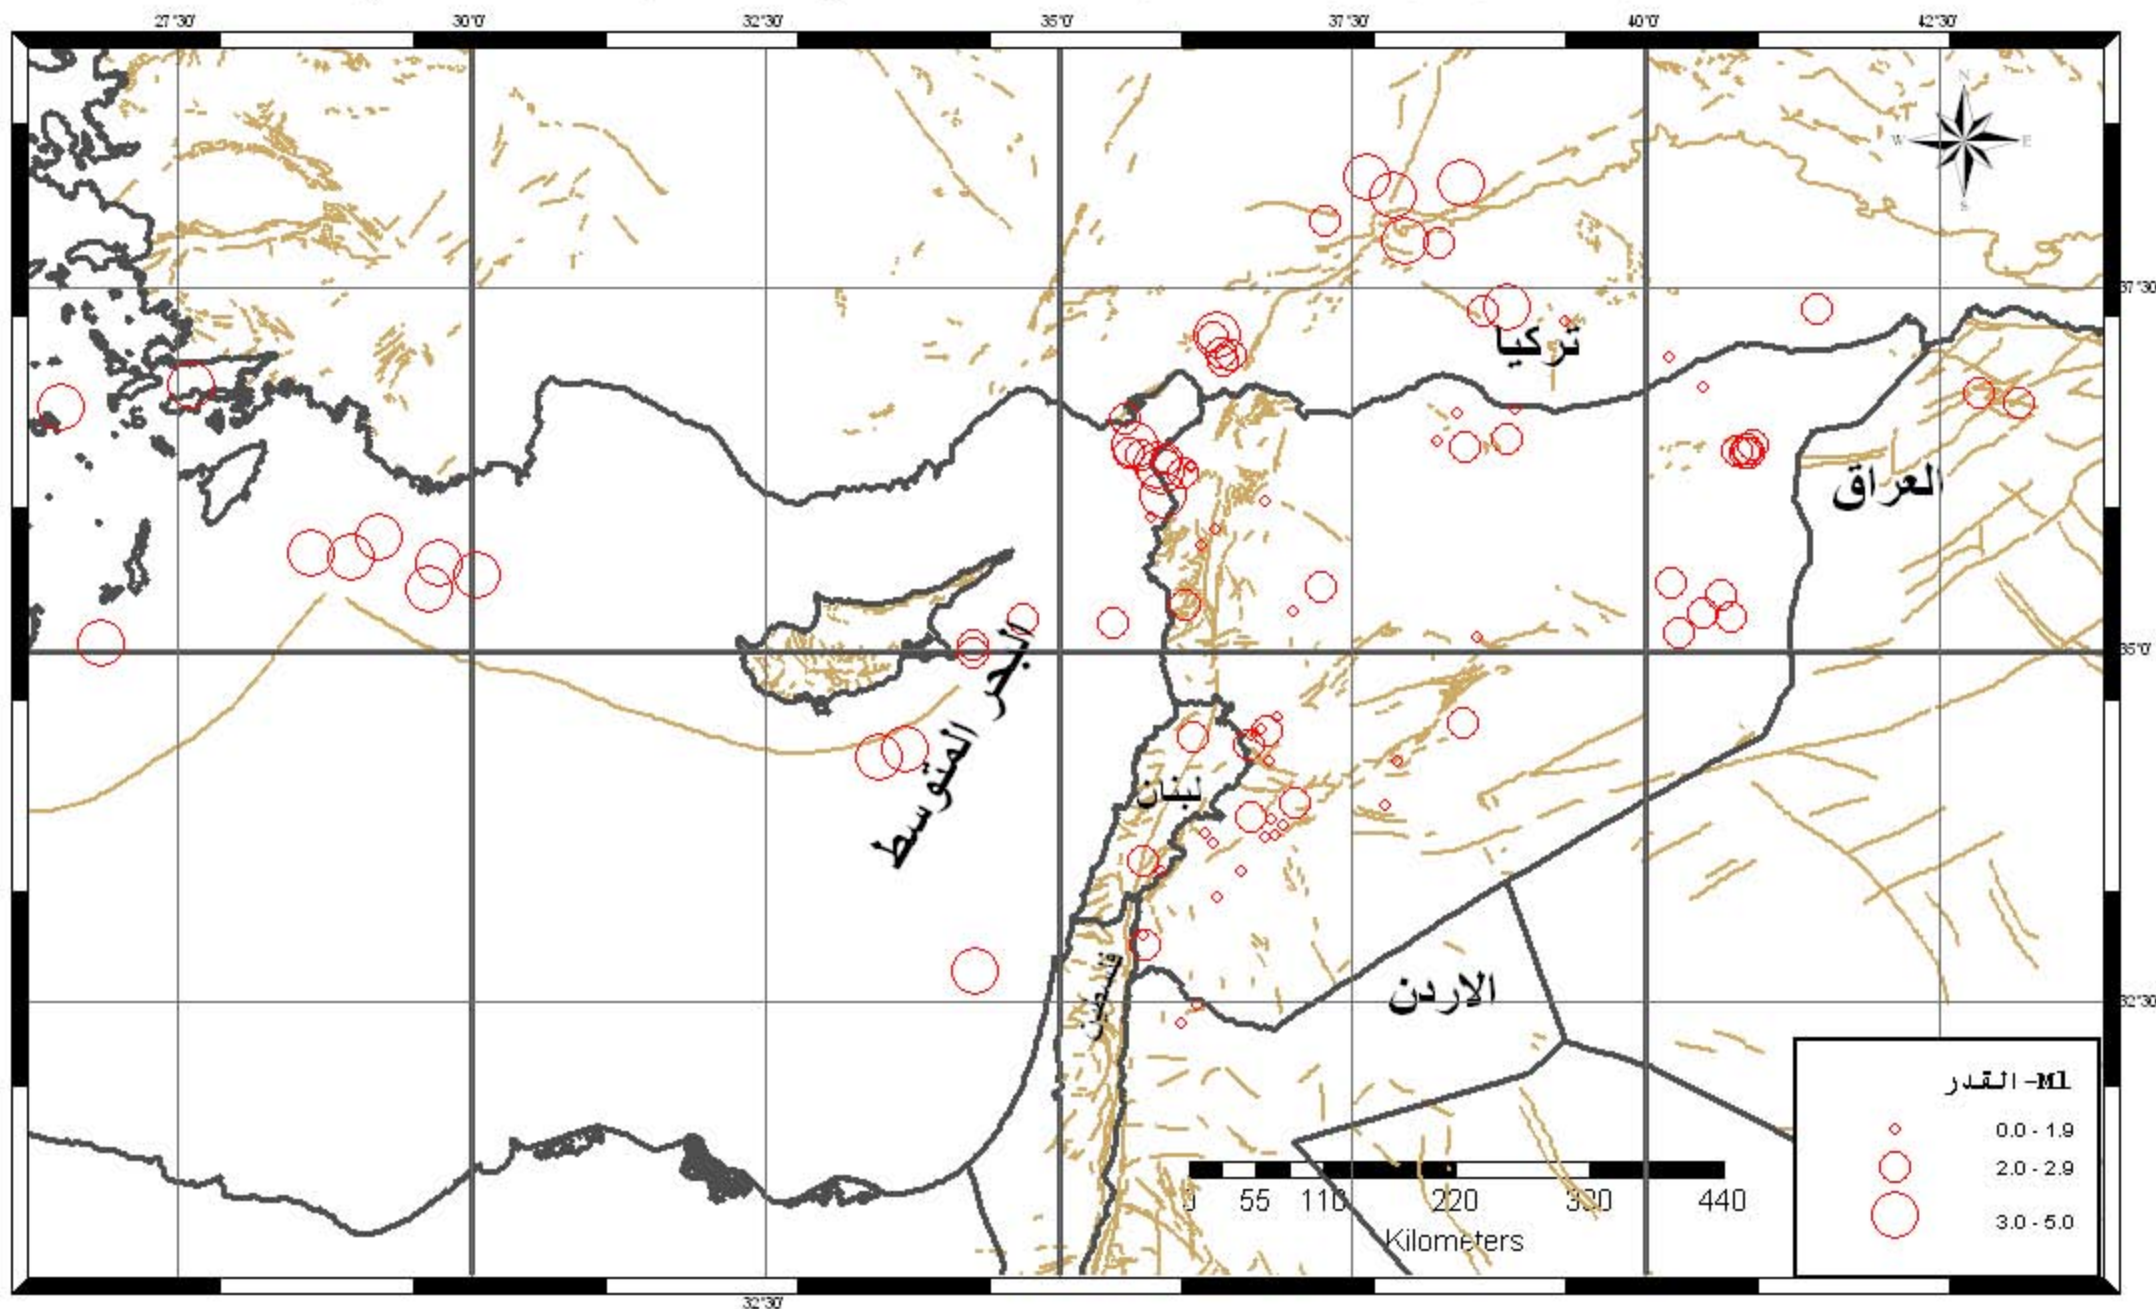 27°30' 30°0' 32°30' 35°0' 37°30' 40°0' 42°30'
N
W E
S
37°30'
تركيا
العراق
35°0'
البحر المتوسط
لبنان
فلسطين
الاردن
32°30'
القدر-Ml
0.0 - 1.9
2.0 - 2.9
3.0 - 5.0
0 55 110 220 330 440
Kilometers
32°30'